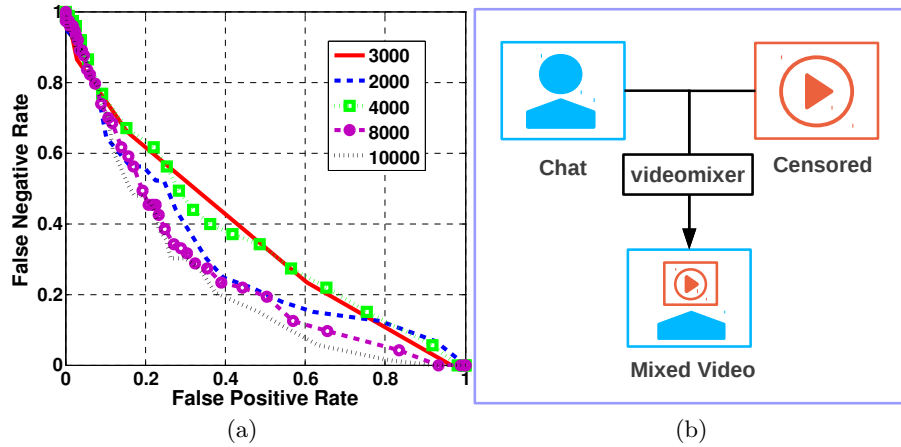 1
0.8
0.6
0.4
0.2
0
0 0.2 0.4 0.6 0.8 1
False Negative Rate
False Positive Rate
3000
2000
4000
8000
10000
(a)
Chat
Censored
videomixer
Mixed Video
(b)